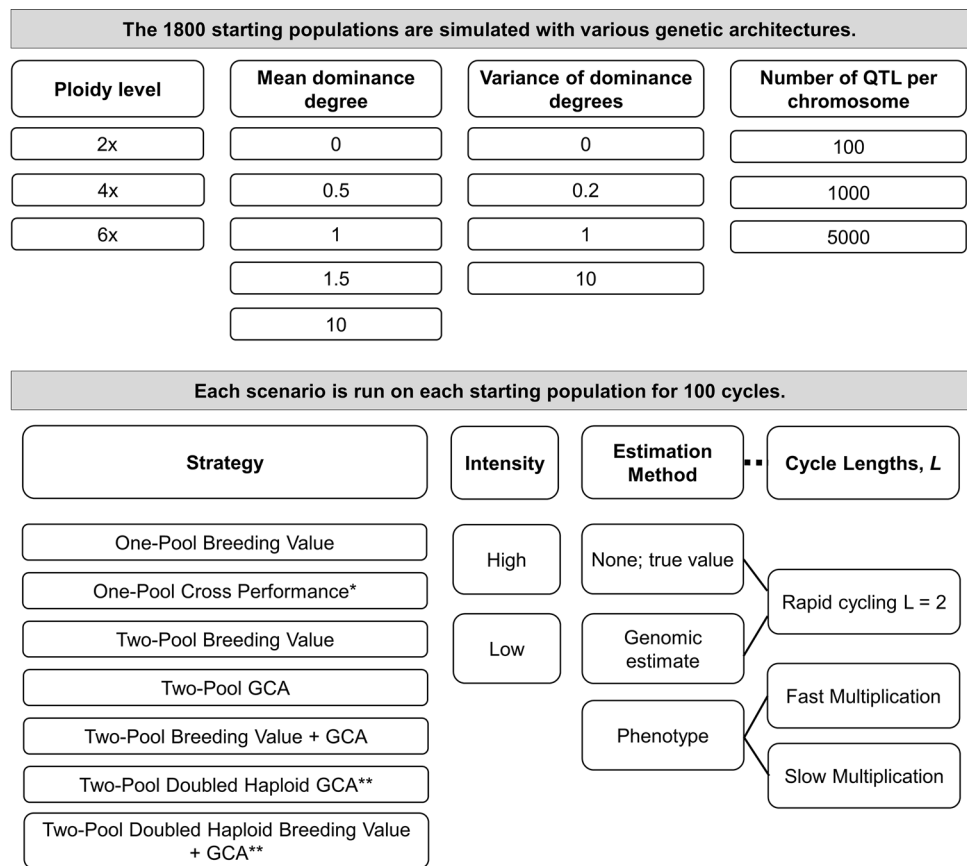 The 1800 starting populations are simulated with various genetic architectures.
Ploidy level
2x
4x
6x
Mean dominance
degree
0
0.5
1
1.5
10
Variance of dominance
degrees
0
0.2
1
10
Number of QTL per
chromosome
100
1000
5000
Each scenario is run on each starting population for 100 cycles.
Strategy
One-Pool Breeding Value
One-Pool Cross Performance*
Two-Pool Breeding Value
Two-Pool GCA
Two-Pool Breeding Value + GCA
Two-Pool Doubled Haploid GCA**
Two-Pool Doubled Haploid Breeding Value
+ GCA**
Intensity
High
Low
Estimation
Method
None; true value
Genomic
estimate
Phenotype
Cycle Lengths, L
Rapid cycling L = 2
Fast Multiplication
Slow Multiplication